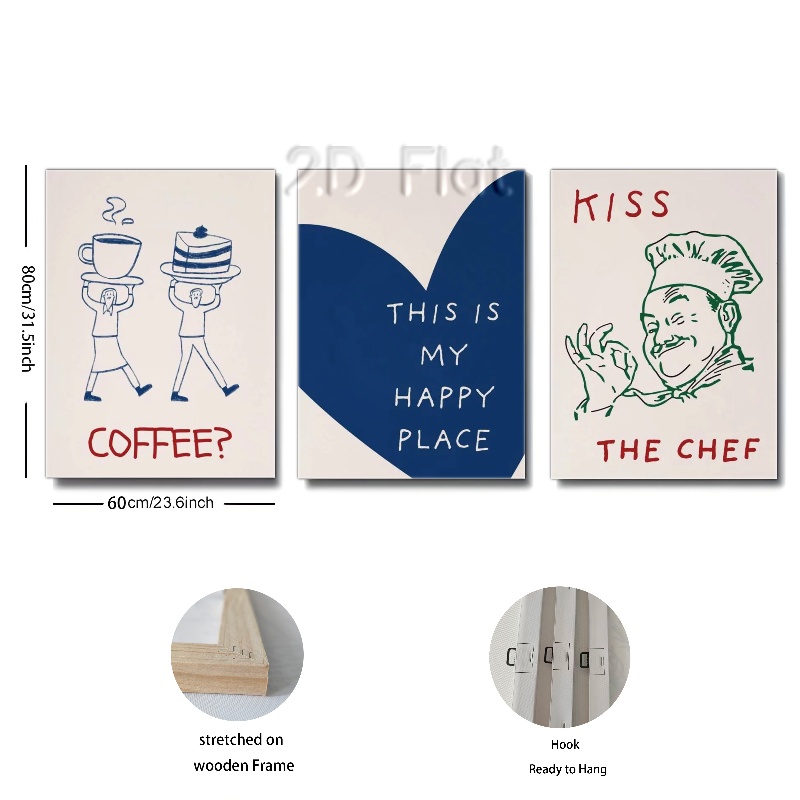 2.D Flat
80cm/31.5inch
COFFEE?
THIS IS
MY
HAPPY
PLACE
KISS
THE CHEF
60cm/23.6inch
stretched on
wooden Frame
Hook
Ready to Hang